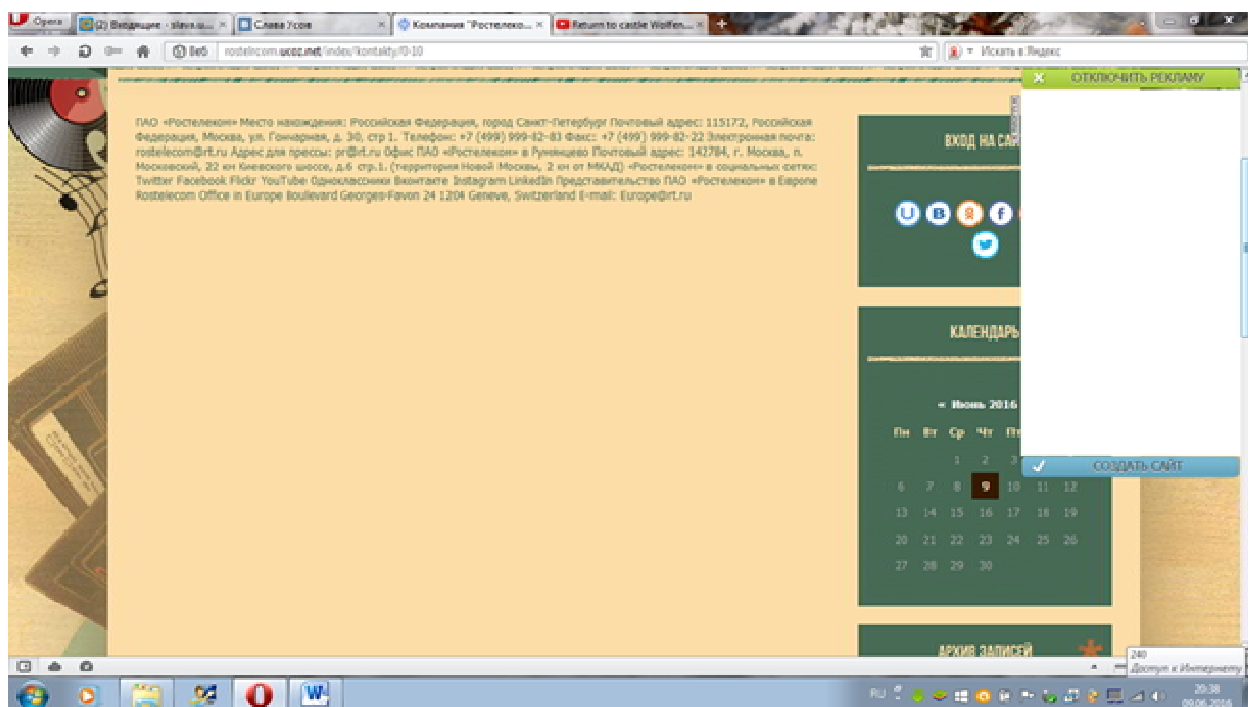 Opera
(2) Входящие - slava.u...
Слава Усов
Компания "Ростелеко...
Return to castle Wolfen...
Веб
rostelncom.ucoz.net/index/kontakty/0-10
Искать в Яндекс
ОТКЛЮЧИТЬ РЕКЛАМУ
ПАО «Ростелеком» Место нахождения: Российская Федерация, город Санкт-Петербург Почтовый адрес: 115172, Российская
Федерация, Москва, ул. Гончарная, д. 30, стр 1. Телефон: +7 (499) 999-82-83 Факс: +7 (499) 999-82-22 Электронная почта:
rostelecom@rt.ru Адрес для прессы: pr@rt.ru Офис ПАО «Ростелеком» в Румянцево Почтовый адрес: 142784, г. Москва, п.
Московский, 22 км Киевского шоссе, д.6 стр.1. (территория Новой Москвы, 2 км от МКАД) «Ростелеком» в социальных сетях:
Twitter Facebook Flickr YouTube Одноклассники Вконтакте Instagram LinkedIn Представительство ПАО «Ростелеком» в Европе
Rostelecom Office in Europe Boulevard Georges-Favon 24 1204 Geneve, Switzerland E-mail: Europe@rt.ru
ВХОД НА САЙ
КАЛЕНДАРЬ
« Июнь 2016
Пн Вт Ср Чт Пт
1 2 3
СОЗДАТЬ САЙТ
6 7 8 9 10 11 12
13 14 15 16 17 18 19
20 21 22 23 24 25 26
27 28 29 30
АРХИВ ЗАПИСЕЙ
240
Доступ к Интернету
RU
20:38
09.06.2016